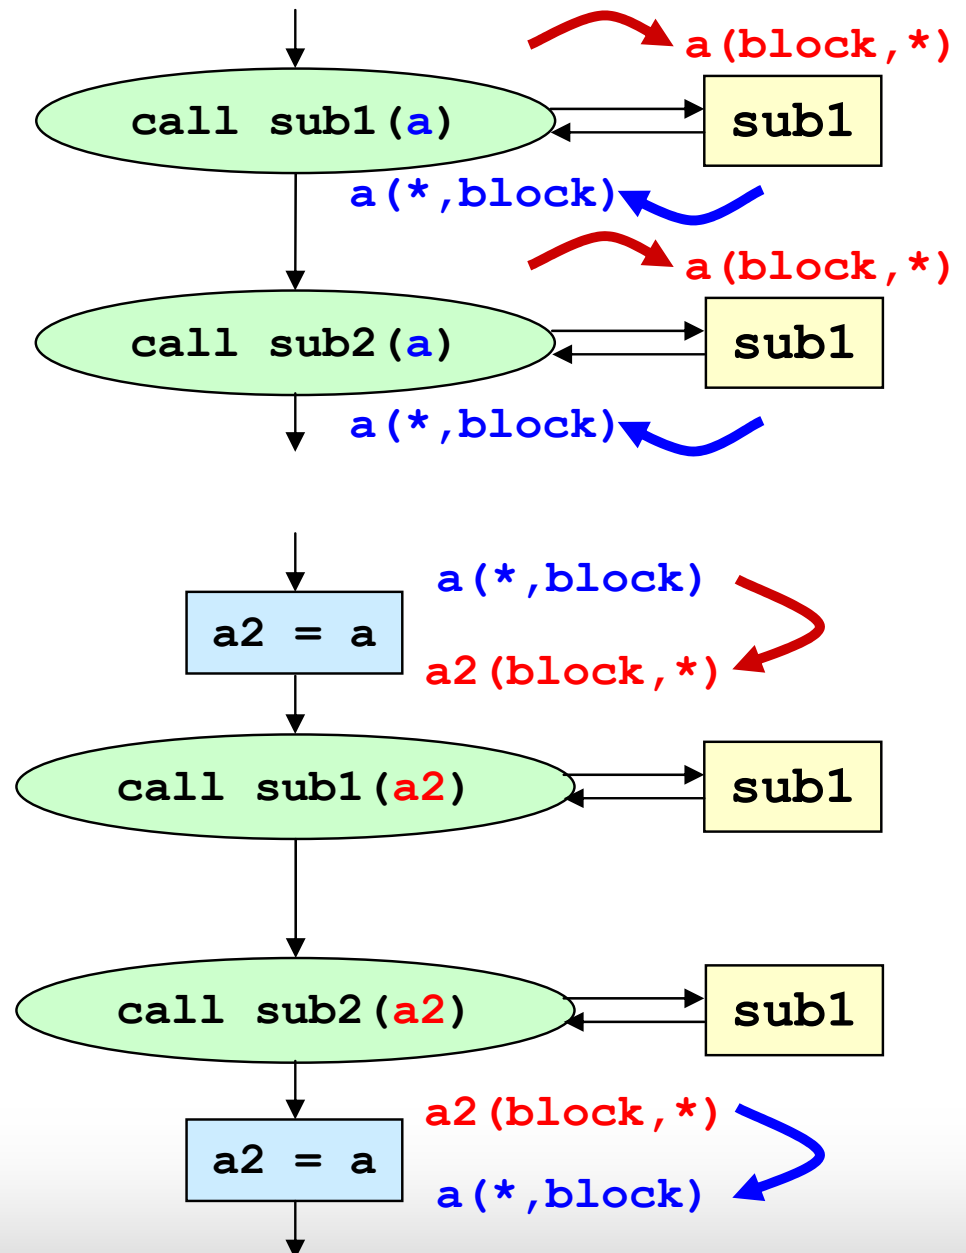 a(block,*)
call sub1(a)
sub1
a(*,block)
a(block,*)
call sub2(a)
sub1
a(*,block)
a(*,block)
a2 = a
a2(block,*)
call sub1(a2)
sub1
call sub2(a2)
sub1
a2(block,*)
a2 = a
a(*,block)